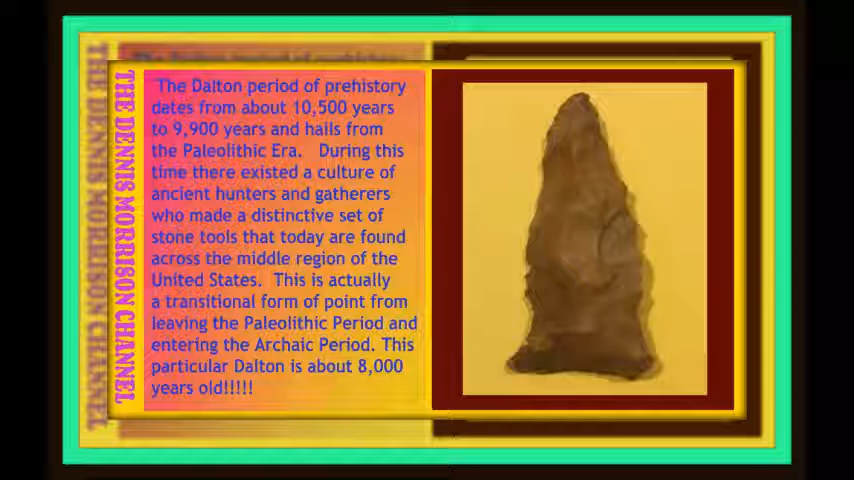 THE DENNIS MORRISON CHANNEL
The Dalton period of prehistory
dates from about 10,500 years
to 9,900 years and hails from
the Paleolithic Era. During this
time there existed a culture of
ancient hunters and gatherers
who made a distinctive set of
stone tools that today are found
across the middle region of the
United States. This is actually
a transitional form of point from
leaving the Paleolithic Period and
entering the Archaic Period. This
particular Dalton is about 8,000
years old!!!!!